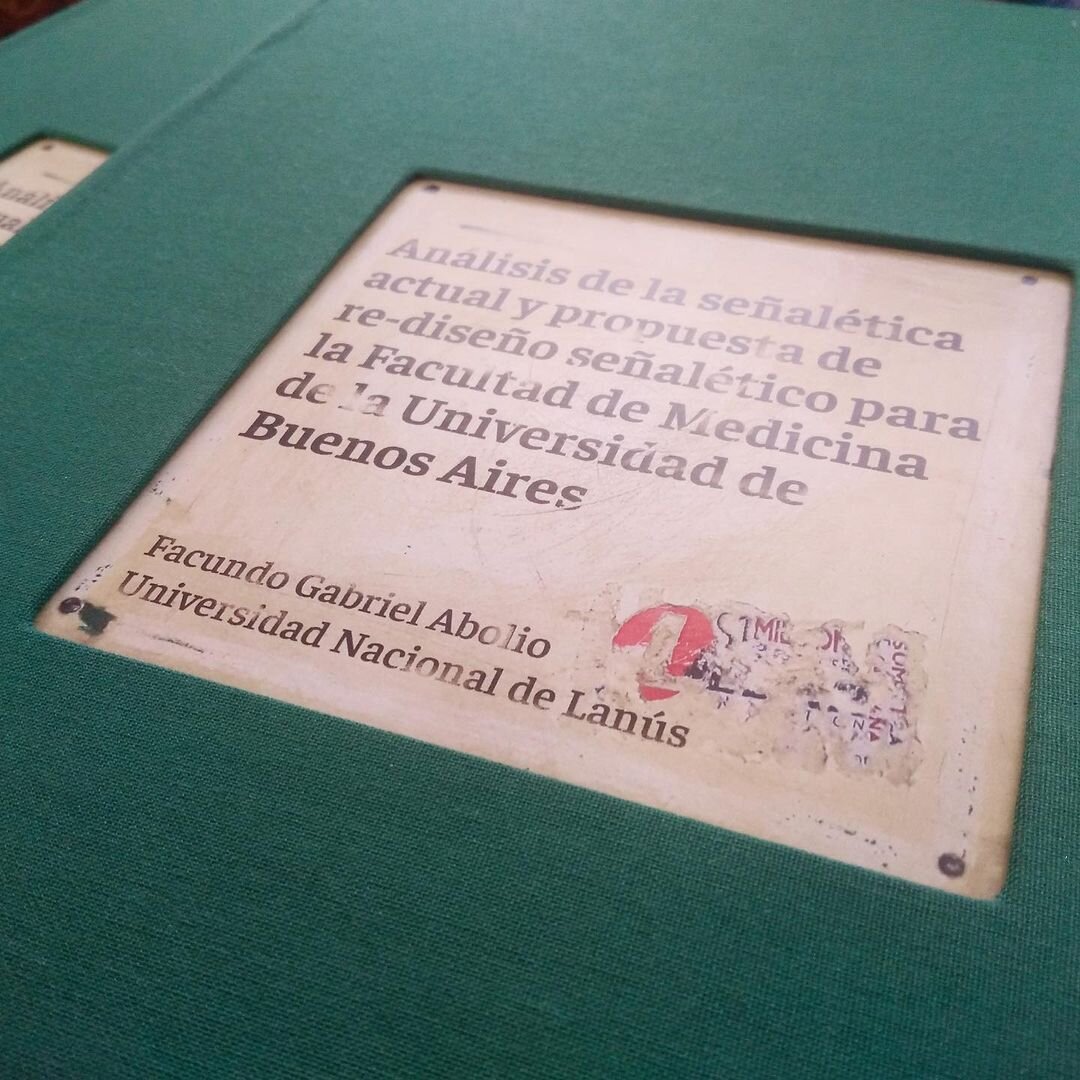 Análisis de la señalética
actual y propuesta de
re-diseño señalético para
la Facultad de Medicina
de la Universidad de
Buenos Aires
Facundo Gabriel Abolio
Universidad Nacional de Lanús